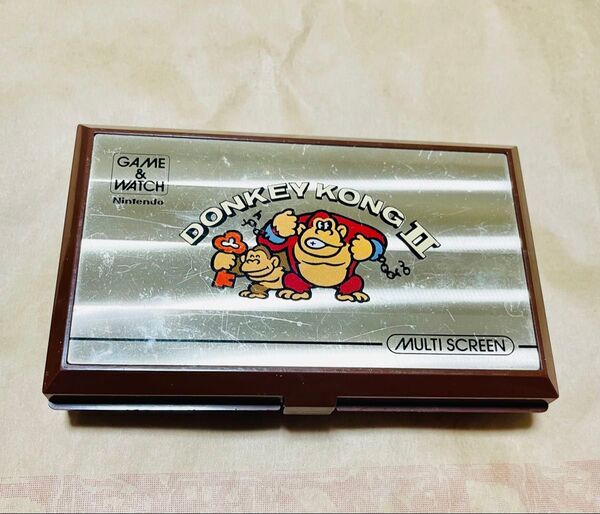 GAME
&
WATCH
Nintendo
DONKEY KONG II
MULTI SCREEN